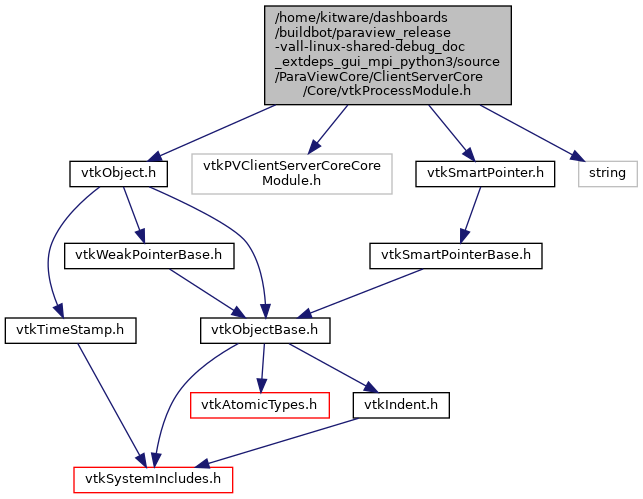 /home/kitware/dashboards
/buildbot/paraview_release
-vall-linux-shared-debug_doc
_extdeps_gui_mpi_python3/source
/ParaViewCore/ClientServerCore
/Core/vtkProcessModule.h
vtkObject.h
vtkPVClientServerCoreCore
Module.h
vtkSmartPointer.h
string
vtkWeakPointerBase.h
vtkSmartPointerBase.h
vtkTimeStamp.h
vtkObjectBase.h
vtkAtomicTypes.h
vtkIndent.h
vtkSystemIncludes.h